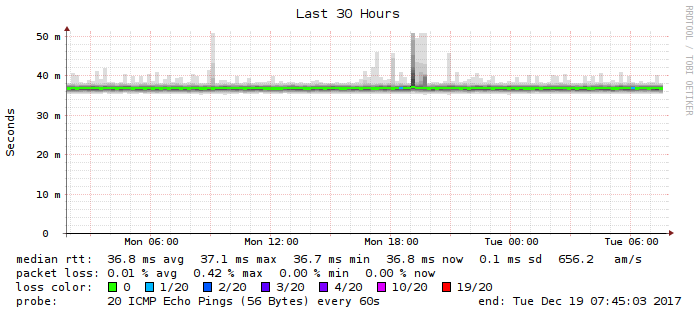 Last 30 Hours
RRDTOOL / TOBI OETIKER
Seconds
50 m
40 m
30 m
20 m
10 m
0
Mon 06:00 Mon 12:00 Mon 18:00 Tue 00:00 Tue 06:00
median rtt: 36.8 ms avg 37.1 ms max 36.7 ms min 36.8 ms now 0.1 ms sd 656.2 am/s
packet loss: 0.01 % avg 0.42 % max 0.00 % min 0.00 % now
loss color: 0 1/20 2/20 3/20 4/20 10/20 19/20
probe: 20 ICMP Echo Pings (56 Bytes) every 60s end: Tue Dec 19 07:45:03 2017